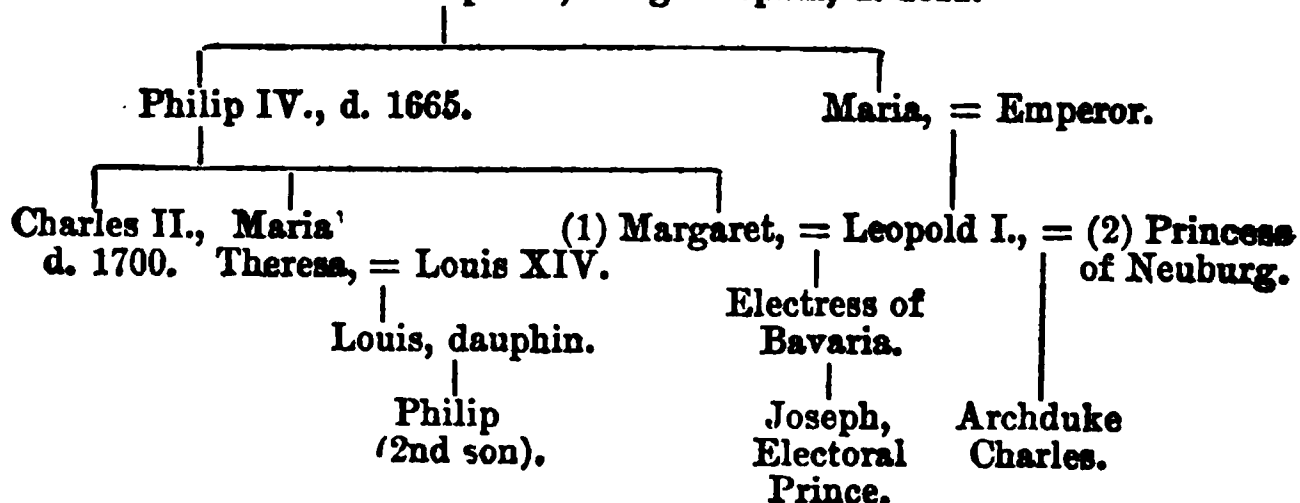 Philip IV., d. 1665.
Maria, = Emperor.
Charles II., Maria (1) Margaret, = Leopold I., = (2) Princess
d. 1700. Theresa, = Louis XIV. of Neuburg.
Electress of
Louis, dauphin. Bavaria.
Philip Joseph, Archduke
(2nd son). Electoral Charles.
Prince.